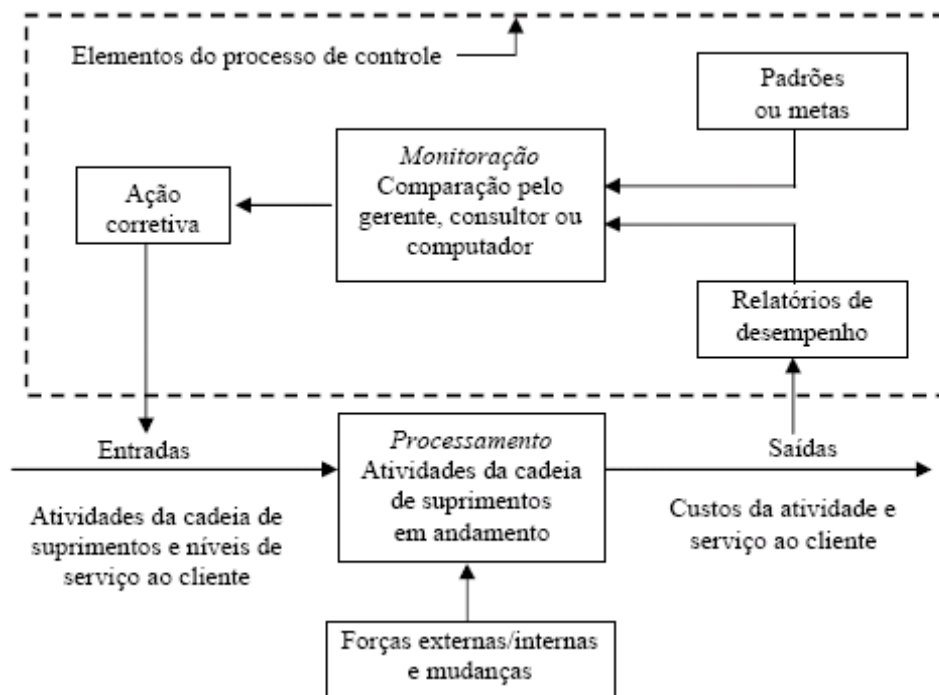 Elementos do processo de controle
Padrões
ou metas
Monitoração
Comparação pelo
gerente, consultor ou
computador
Ação
corretiva
Relatórios de
desempenho
Entradas
Processamento
Atividades da cadeia
de suprimentos
em andamento
Saídas
Atividades da cadeia de
suprimentos e níveis de
serviço ao cliente
Custos da atividade e
serviço ao cliente
Forças externas/internas
e mudanças